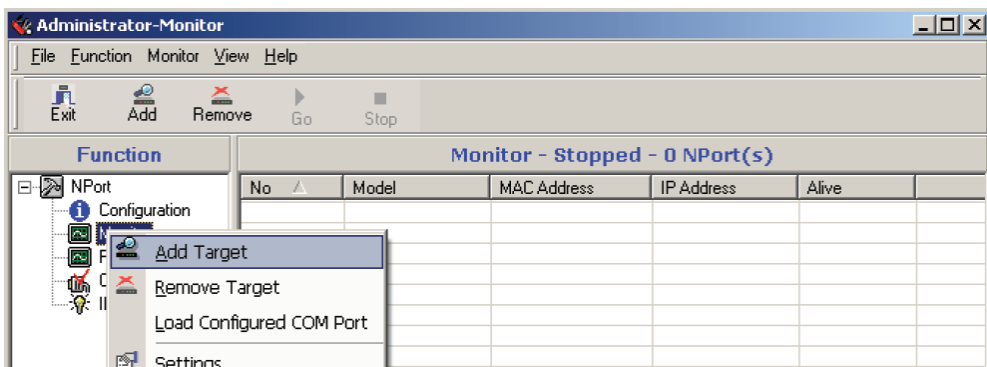 Administrator-Monitor
File Function Monitor View Help
Exit Add Remove Go Stop
Function
Monitor - Stopped - 0 NPort(s)
No Model MAC Address IP Address Alive
NPort
Configuration
Add Target
Remove Target
Load Configured COM Port
Settings